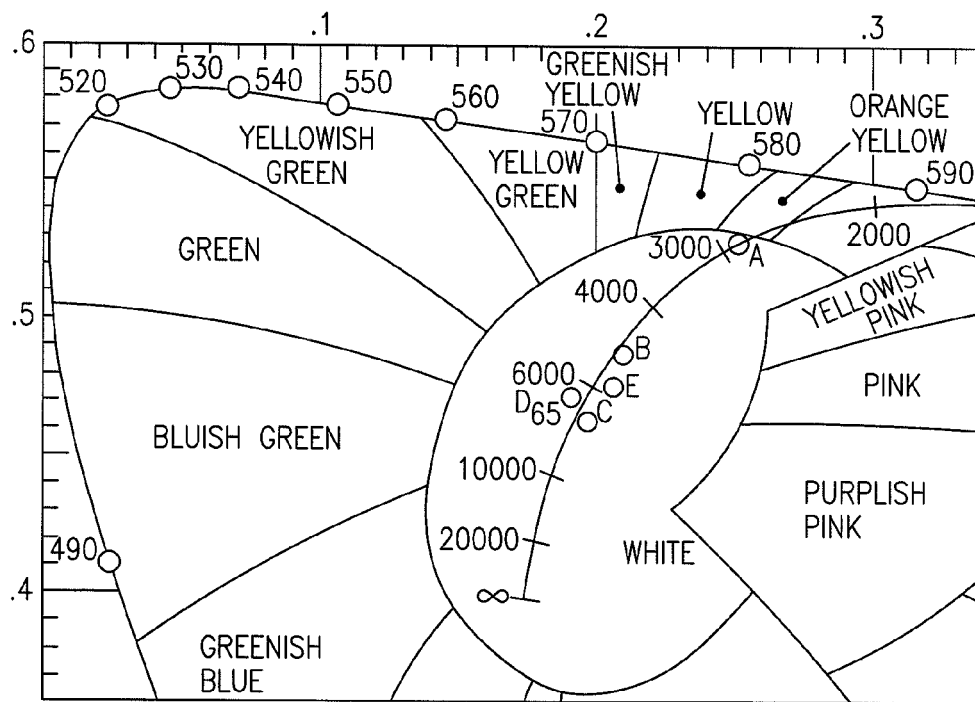 .1
.2
.3
.6
520
530
540
550
560
GREENISH
YELLOW
570
YELLOW
580
ORANGE
YELLOW
590
YELLOWISH
GREEN
YELLOW
GREEN
GREEN
3000
A
2000
4000
YELLOWISH
PINK
.5
B
6000
E
D65
C
PINK
BLUISH GREEN
10000
PURPLISH
PINK
20000
WHITE
490
.4
∞
GREENISH
BLUE